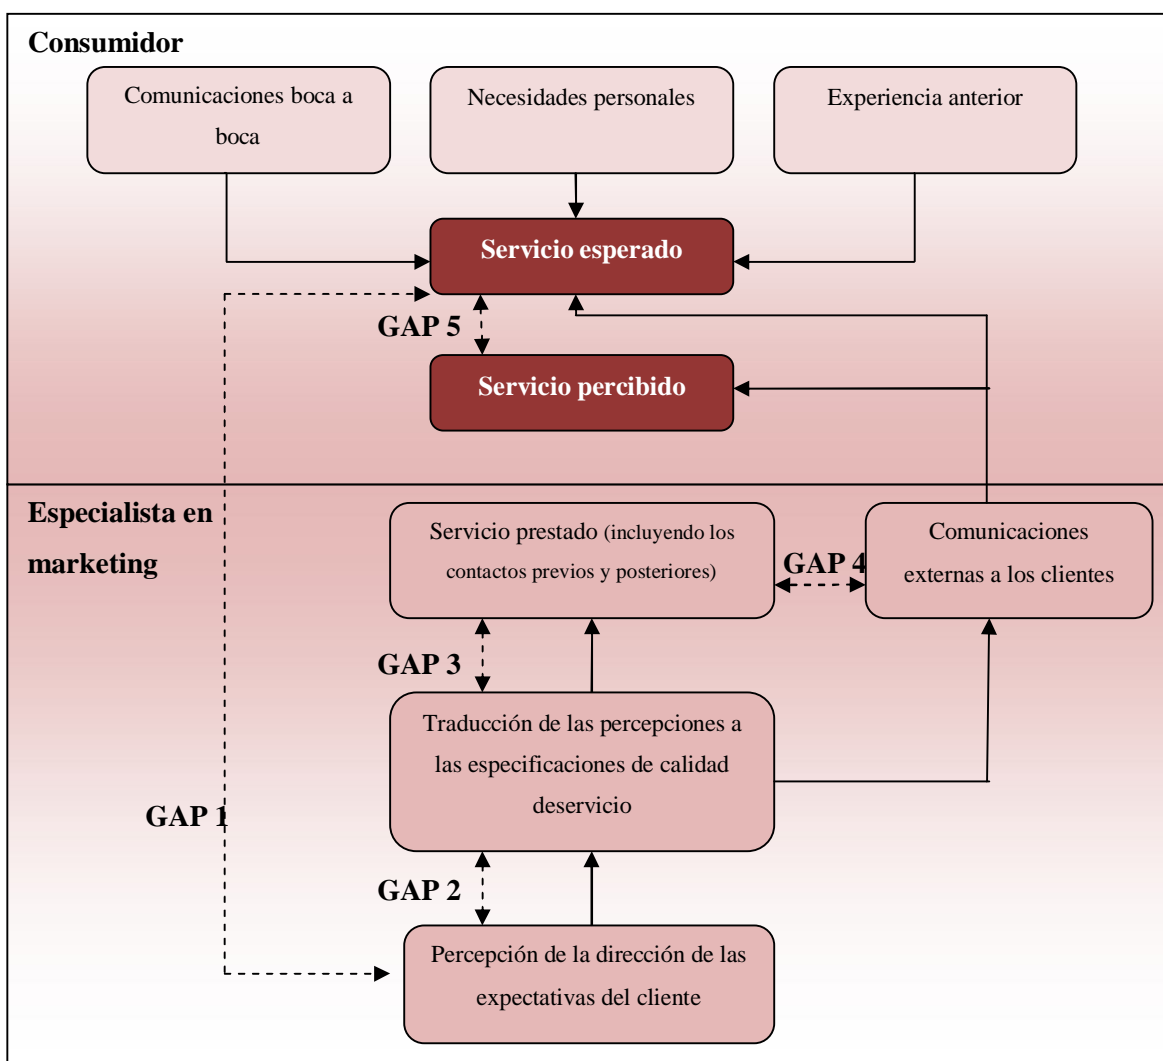 Consumidor
Comunicaciones boca a
boca
Necesidades personales
Experiencia anterior
Servicio esperado
GAP 5
Servicio percibido
Especialista en
marketing
Servicio prestado (incluyendo los
contactos previos y posteriores)
GAP 4
Comunicaciones
externas a los clientes
GAP 3
Traducción de las percepciones a
las especificaciones de calidad
deservicio
GAP 1
GAP 2
Percepción de la dirección de las
expectativas del cliente